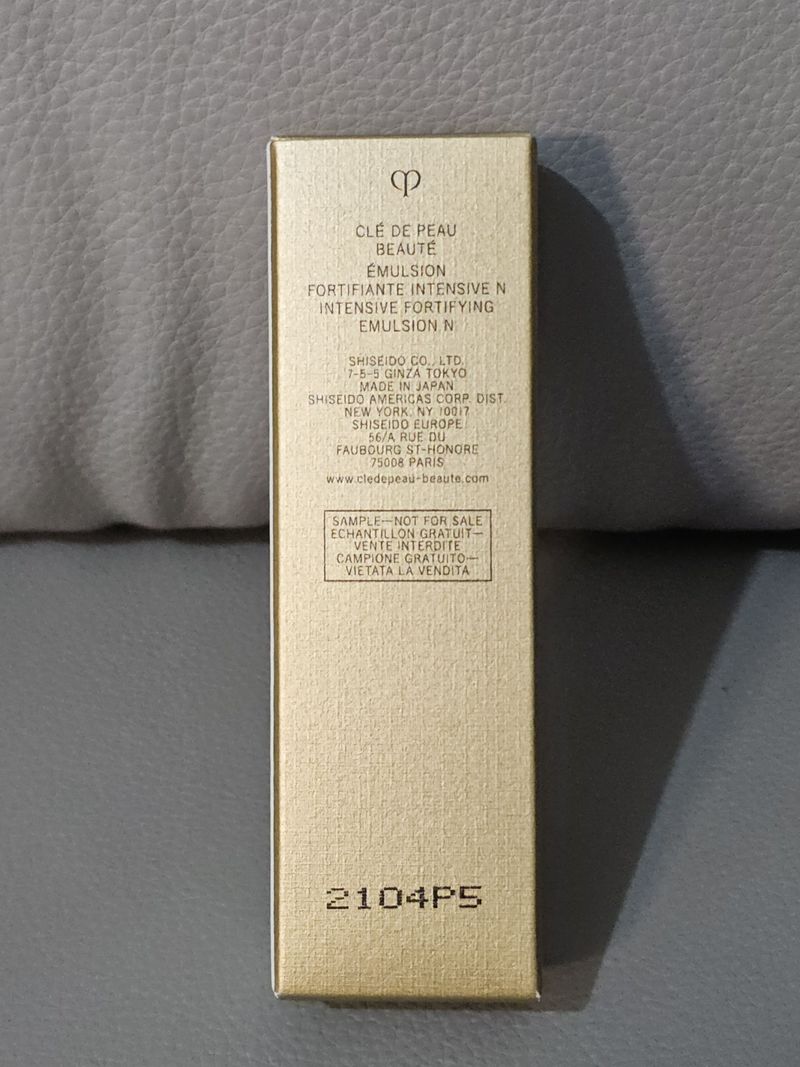 CLÉ DE PEAU
BEAUTÉ
ÉMULSION
FORTIFIANTE INTENSIVE N
INTENSIVE FORTIFYING
EMULSION N
SHISEIDO CO., LTD.
7-5-5 GINZA TOKYO
MADE IN JAPAN
SHISEIDO AMERICAS CORP. DIST.
NEW YORK, NY 10017
SHISEIDO EUROPE
56/A RUE DU
FAUBOURG ST-HONORE
75008 PARIS
www.cledepeau-beaute.com
SAMPLE—NOT FOR SALE
ECHANTILLON GRATUIT—
VENTE INTERDITE
CAMPIONE GRATUITO—
VIETATA LA VENDITA
2104P5